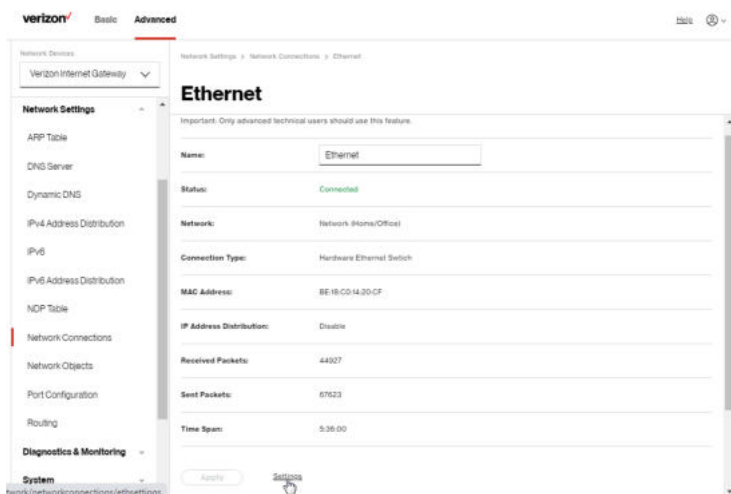 verizon✓ Basic Advanced Help
Network Devices
Verizon Internet Gateway
Network Settings > Network Connections > Ethernet
Ethernet
Important: Only advanced technical users should use this feature.
Network Settings
ARP Table
DNS Server
Dynamic DNS
IPv4 Address Distribution
IPv6
IPv6 Address Distribution
NDP Table
Network Connections
Network Objects
Port Configuration
Routing
Diagnostics & Monitoring
System
Name: Ethernet
Status: Connected
Network: Network (Home/Office)
Connection Type: Hardware Ethernet Switch
MAC Address: BE:18:C0:14:20:CF
IP Address Distribution: Disable
Received Packets: 44927
Sent Packets: 67623
Time Span: 5:36:00
Apply Settings
work/networkconnections/ethsettings